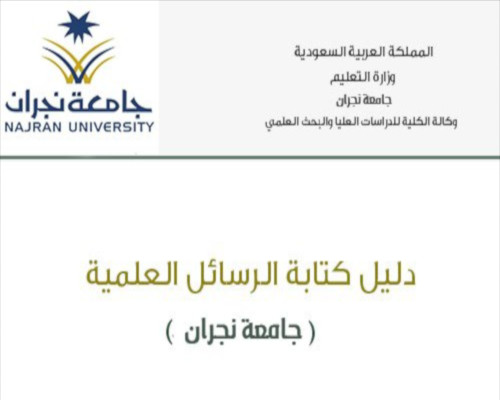 المملكة العربية السعودية
وزارة التعليم
جامعة نجران
وكالة الكلية للدراسات العليا والبحث العلمي
جامعة نجران
NAJRAN UNIVERSITY
دليل كتابة الرسائل العلمية
( جامعة نجران )